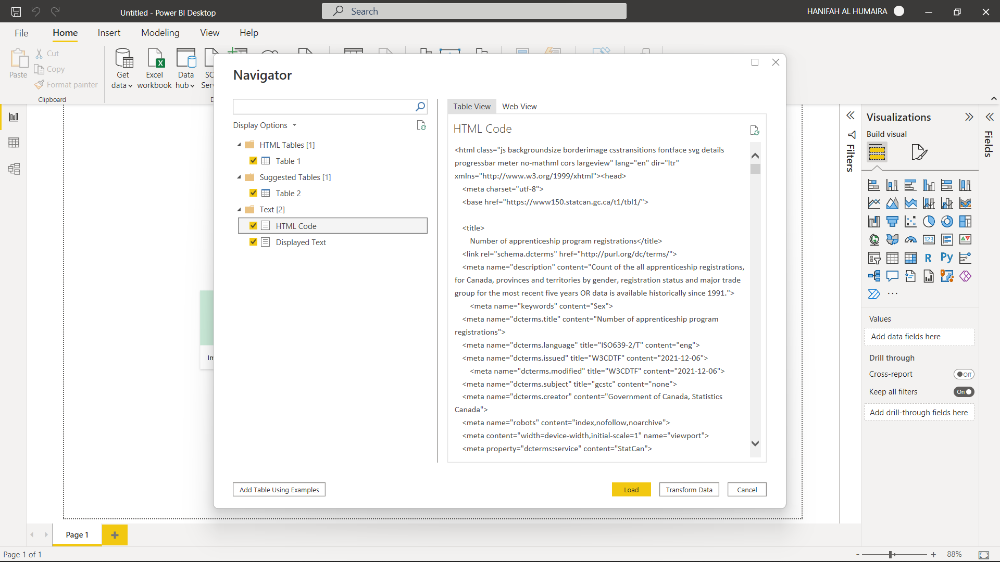 Untitled - Power BI Desktop
Search
HANIFAH AL HUMAIRA
File
Home
Insert
Modeling
View
Help
Paste
Cut
Copy
Format painter
Clipboard
Get data
Excel workbook
Data hub
Navigator
Display Options
HTML Tables [1]
Table 1
Suggested Tables [1]
Table 2
Text [2]
HTML Code
Displayed Text
Table View
Web View
HTML Code
<html class="js backgroundsize borderimage csstransitions fontface svg details
progressbar meter no-mathml cors largeview" lang="en" dir="ltr"
xmlns="http://www.w3.org/1999/xhtml"><head>
<meta charset="utf-8">
<base href="https://www150.statcan.gc.ca/t1/tbl1/">
<title>
Number of apprenticeship program registrations</title>
<link rel="schema.dcterms" href="http://purl.org/dc/terms/">
<meta name="description" content="Count of the all apprenticeship registrations,
for Canada, provinces and territories by gender, registration status and major trade
group for the most recent five years OR data is available historically since 1991.">
<meta name="keywords" content="Sex">
<meta name="dcterms.title" content="Number of apprenticeship program
registrations">
<meta name="dcterms.language" title="ISO639-2/T" content="eng">
<meta name="dcterms.issued" title="W3CDTF" content="2021-12-06">
<meta name="dcterms.modified" title="W3CDTF" content="2021-12-06">
<meta name="dcterms.subject" title="gcstc" content="none">
<meta name="dcterms.creator" content="Government of Canada, Statistics
Canada">
<meta name="robots" content="index,nofollow,noarchive">
<meta content="width=device-width,initial-scale=1" name="viewport">
<meta property="dcterms:service" content="StatCan">
Add Table Using Examples
Load
Transform Data
Cancel
Filters
Visualizations
Build visual
123
R
Py
...
Values
Add data fields here
Drill through
Cross-report
Off
Keep all filters
On
Add drill-through fields here
Fields
Page 1
Page 1 of 1
- + 88%